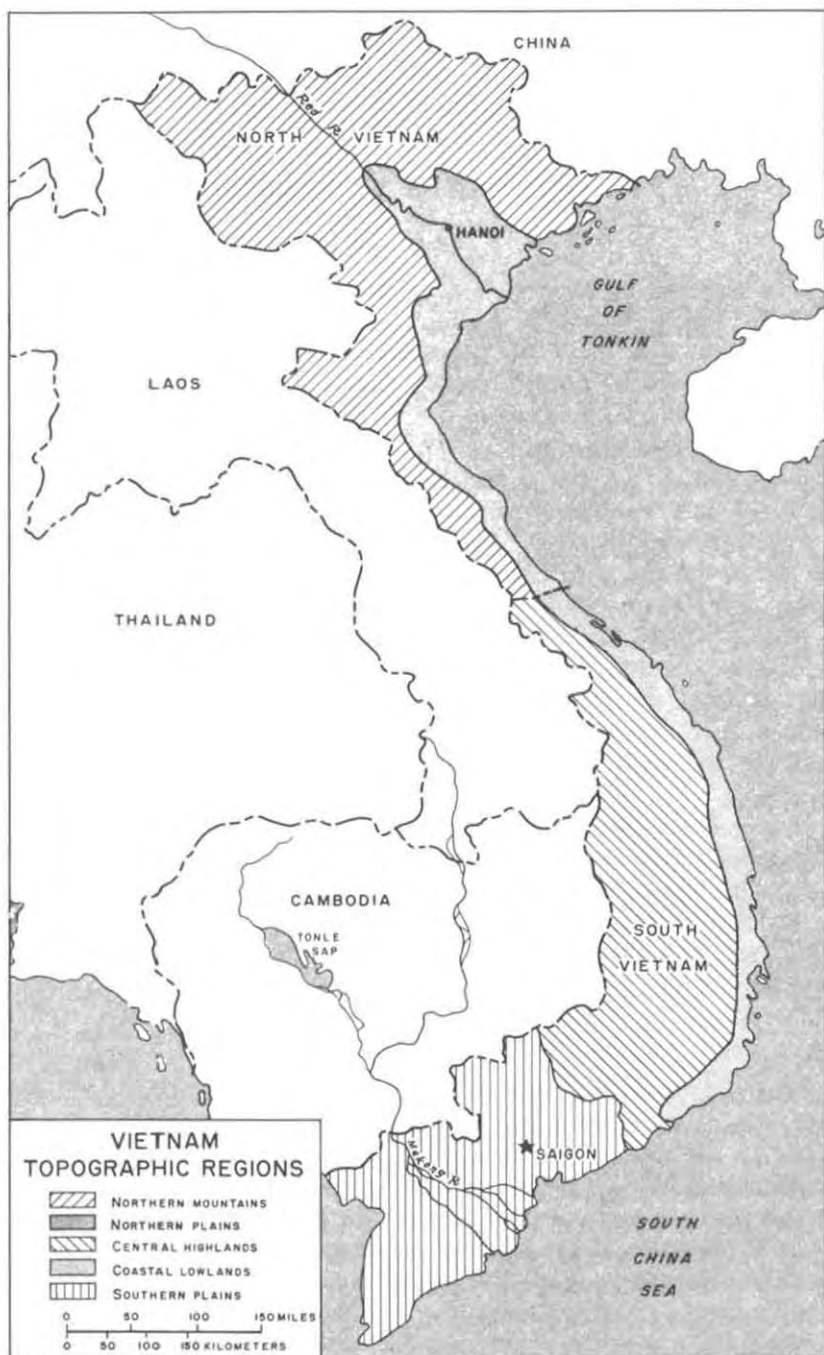 CHINA
Red R.
NORTH VIETNAM
HANOI
GULF
OF
TONKIN
LAOS
THAILAND
CAMBODIA
TONLE
SAP
SOUTH
VIETNAM
SAIGON
Mekong R.
SOUTH
CHINA
SEA
VIETNAM
TOPOGRAPHIC REGIONS
NORTHERN MOUNTAINS
NORTHERN PLAINS
CENTRAL HIGHLANDS
COASTAL LOWLANDS
SOUTHERN PLAINS
0 50 100 150 MILES
0 50 100 150 KILOMETERS